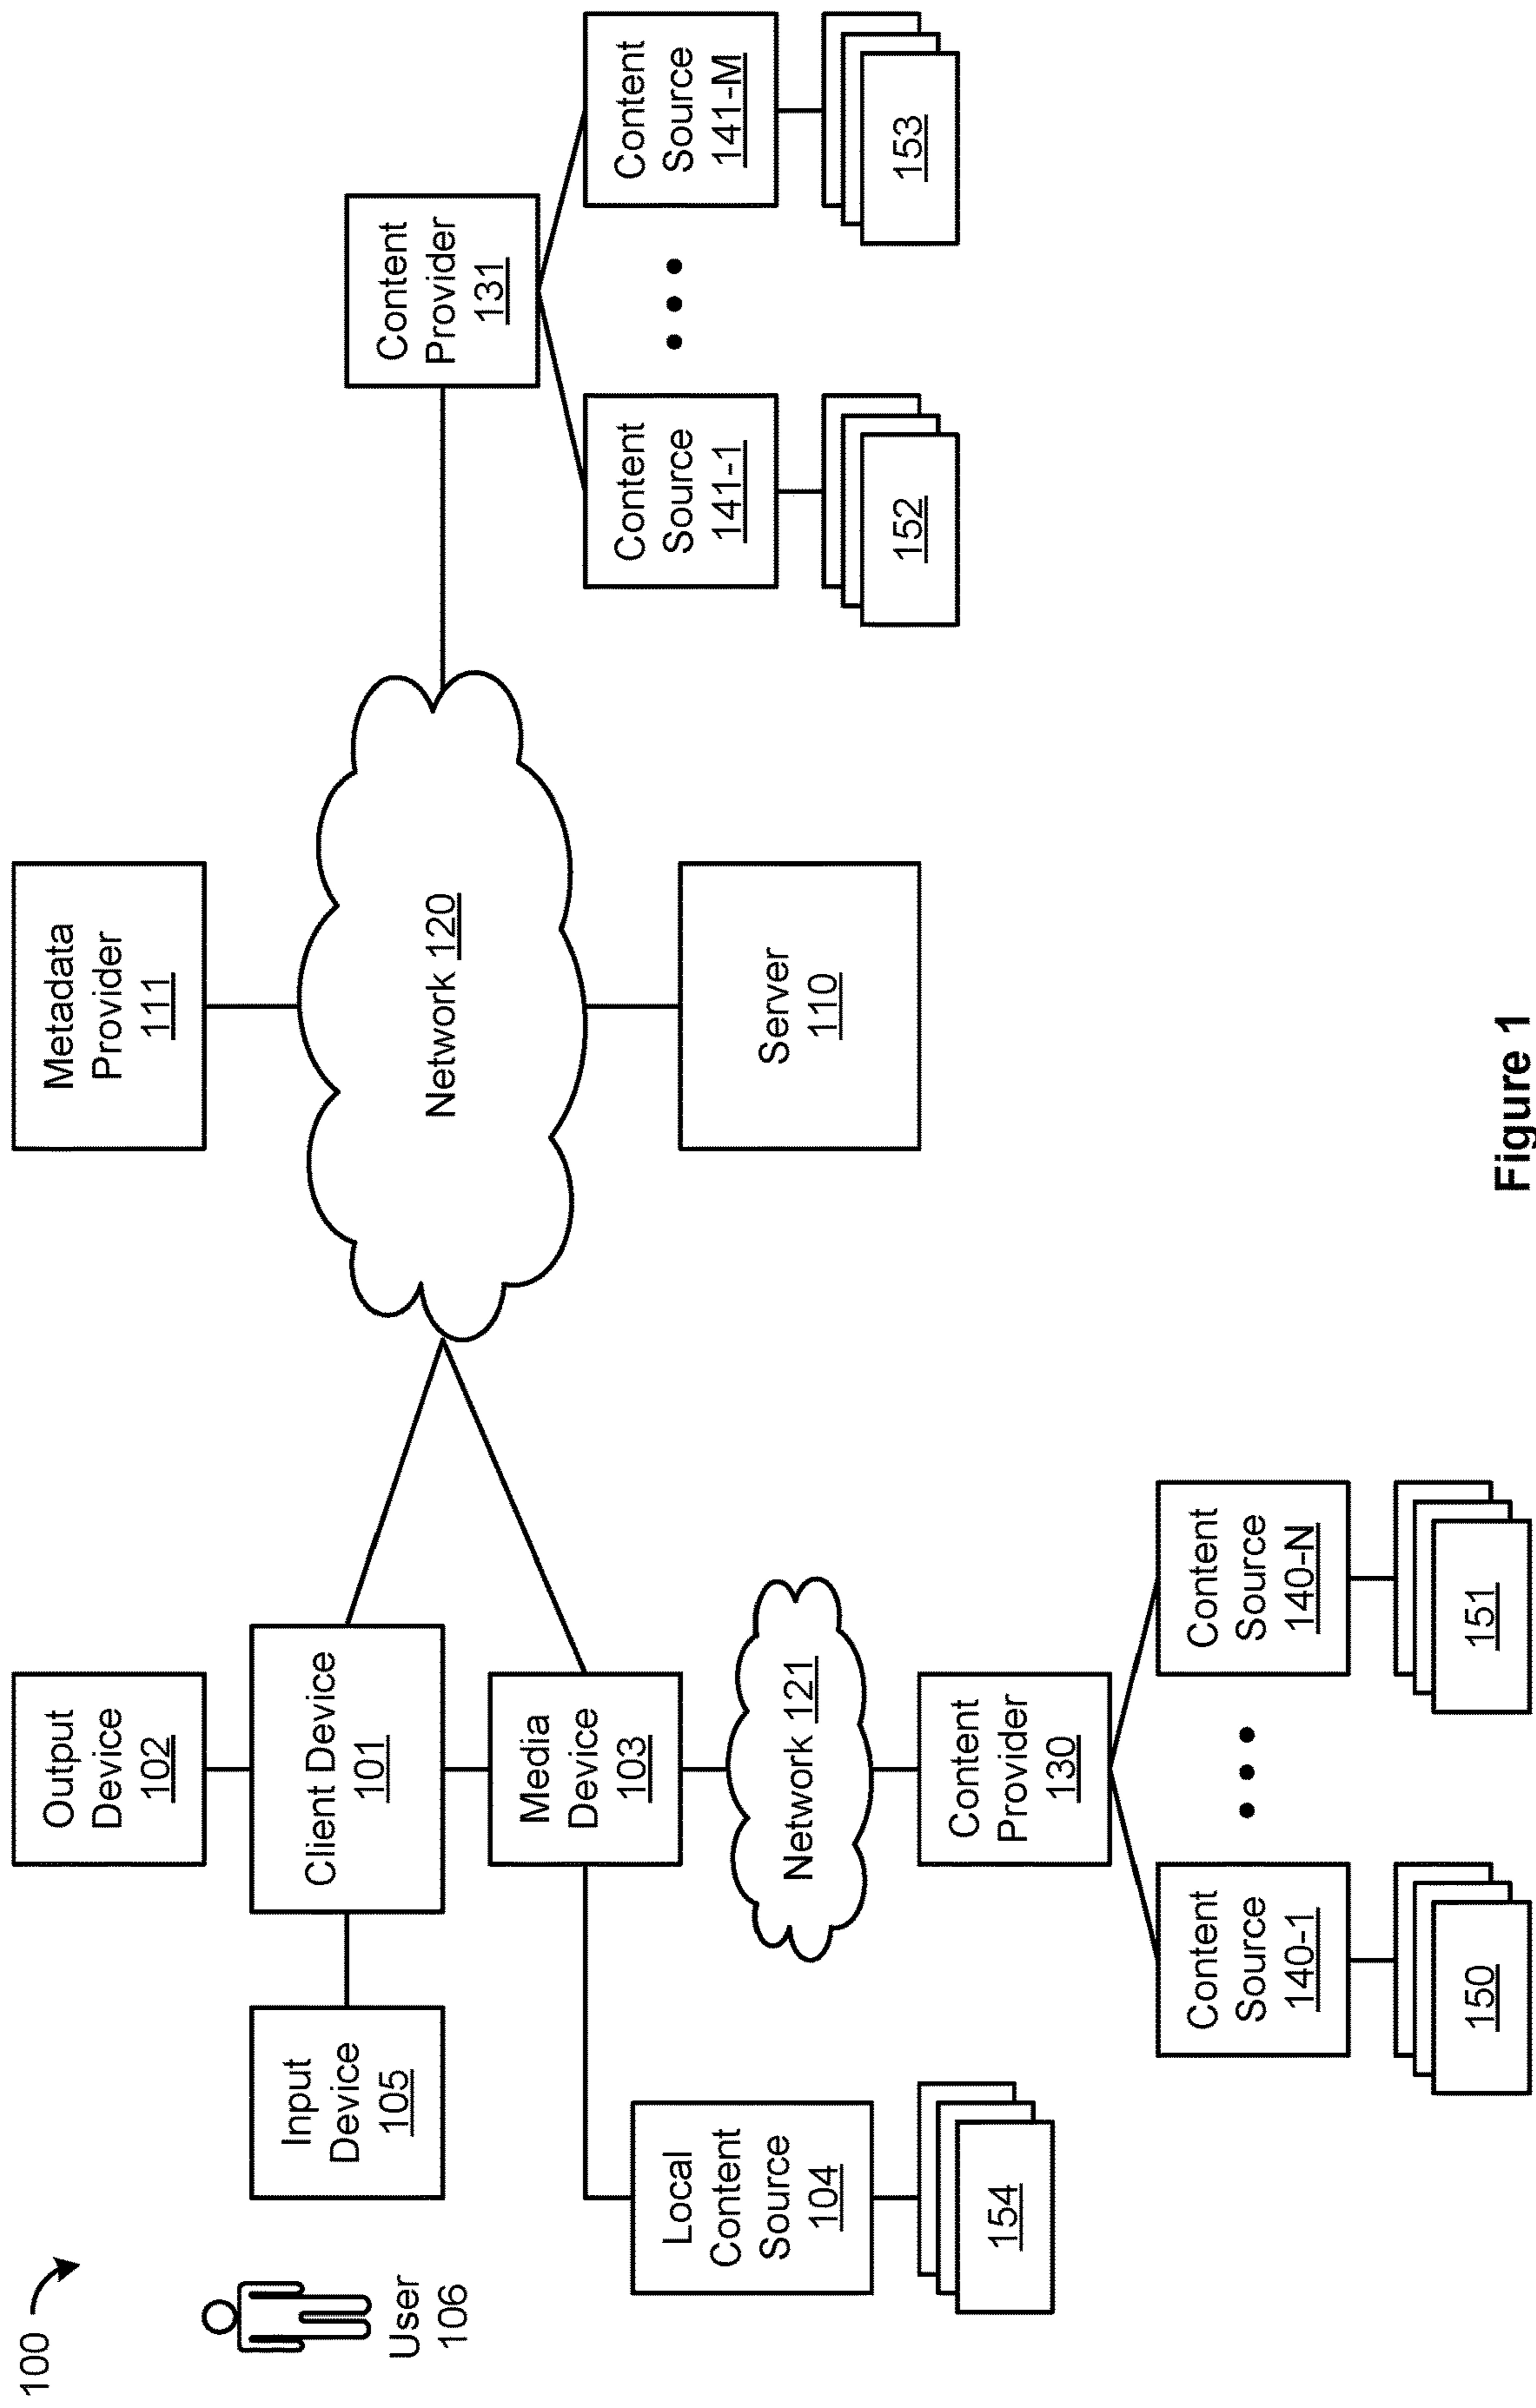 100
User
106
Input
Device
105
Output
Device
102
Client Device
101
Media
Device
103
Local
Content
Source
104
154
Network 121
Content
Provider
130
Content
Source
140-1
150
Content
Source
140-N
151
Metadata
Provider
111
Network 120
Server
110
Content
Provider
131
Content
Source
141-1
152
Content
Source
141-M
153
Figure 1